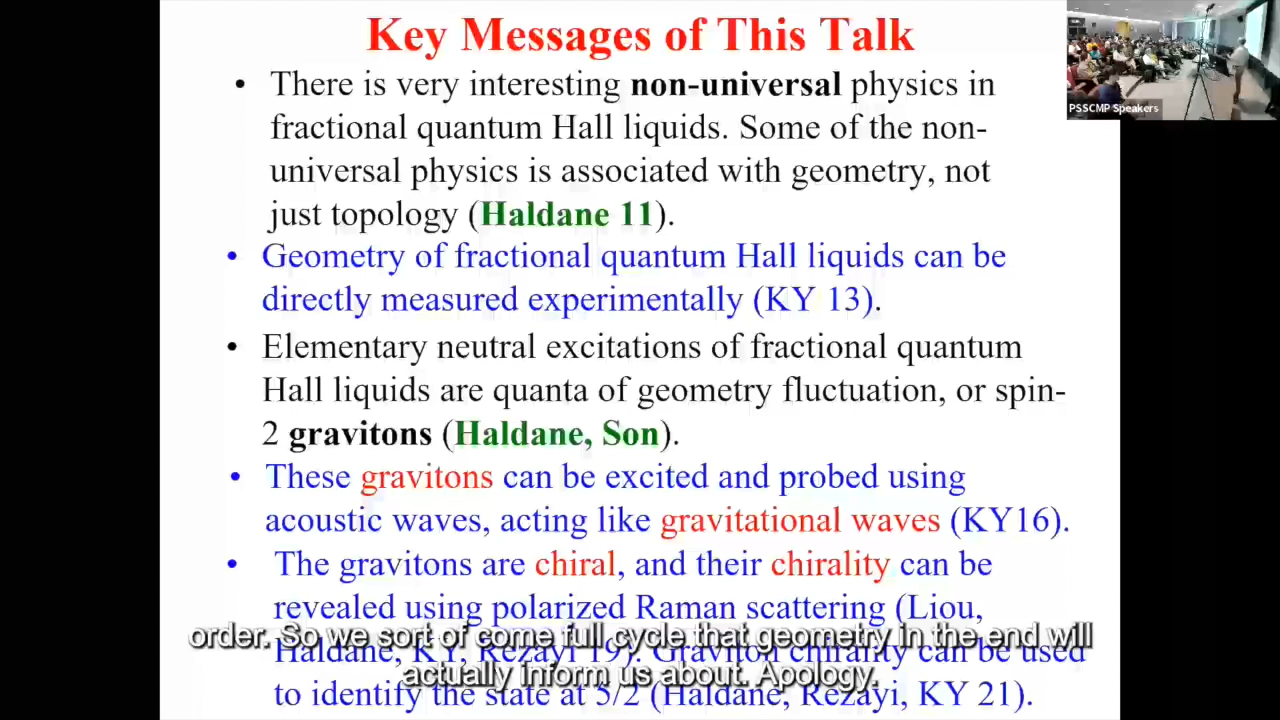 Key Messages of This Talk
• There is very interesting non-universal physics in
fractional quantum Hall liquids. Some of the non-
universal physics is associated with geometry, not
just topology (Haldane 11).
• Geometry of fractional quantum Hall liquids can be
directly measured experimentally (KY 13).
• Elementary neutral excitations of fractional quantum
Hall liquids are quanta of geometry fluctuation, or spin-
2 gravitons (Haldane, Son).
• These gravitons can be excited and probed using
acoustic waves, acting like gravitational waves (KY16).
• The gravitons are chiral, and their chirality can be
revealed using polarized Raman scattering (Liou,
Haldane, KY, Rezayi 19). Graviton chirality can be used
to identify the state at 5/2 (Haldane, Rezayi, KY 21).
order. So we sort of come full cycle that geometry in the end will
actually inform us about. Apology.
PSSCMP Speakers